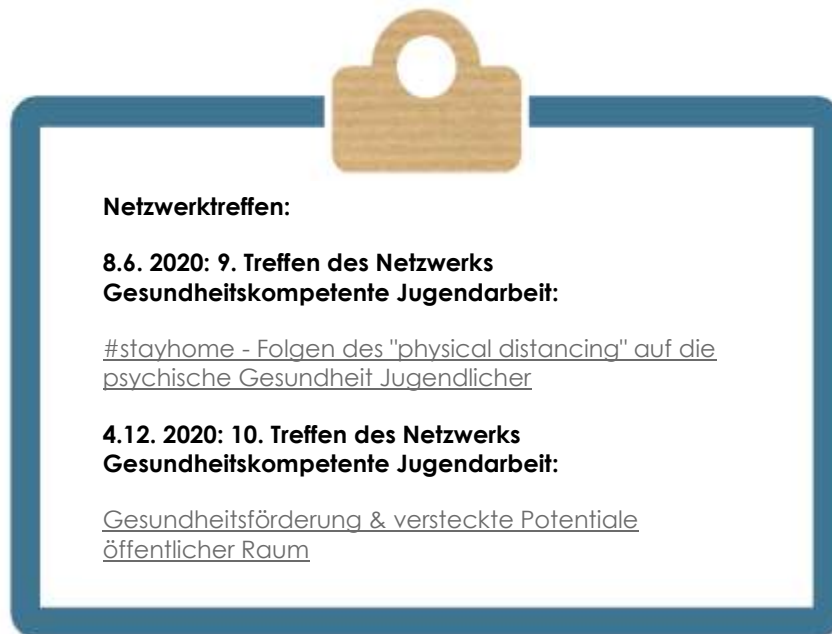 Netzwerktreffen:
8.6. 2020: 9. Treffen des Netzwerks
Gesundheitskompetente Jugendarbeit:
#stayhome - Folgen des "physical distancing" auf die
psychische Gesundheit Jugendlicher
4.12. 2020: 10. Treffen des Netzwerks
Gesundheitskompetente Jugendarbeit:
Gesundheitsförderung & versteckte Potentiale
öffentlicher Raum